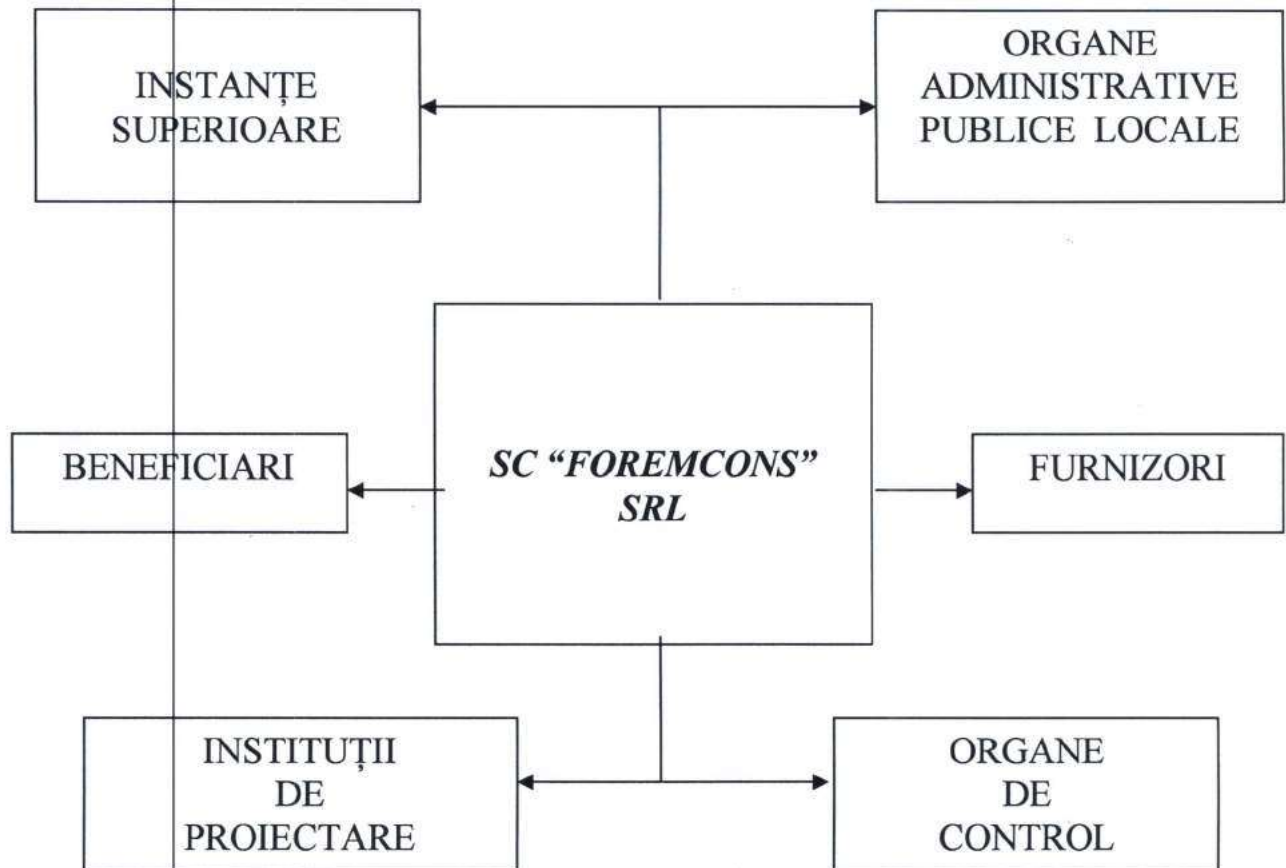 INSTANȚE
SUPERIOARE
ORGANE
ADMINISTRATIVE
PUBLICE LOCALE
BENEFICIARI
SC “FOREMCONS”
SRL
FURNIZORI
INSTITUȚII
DE
PROIECTARE
ORGANE
DE
CONTROL